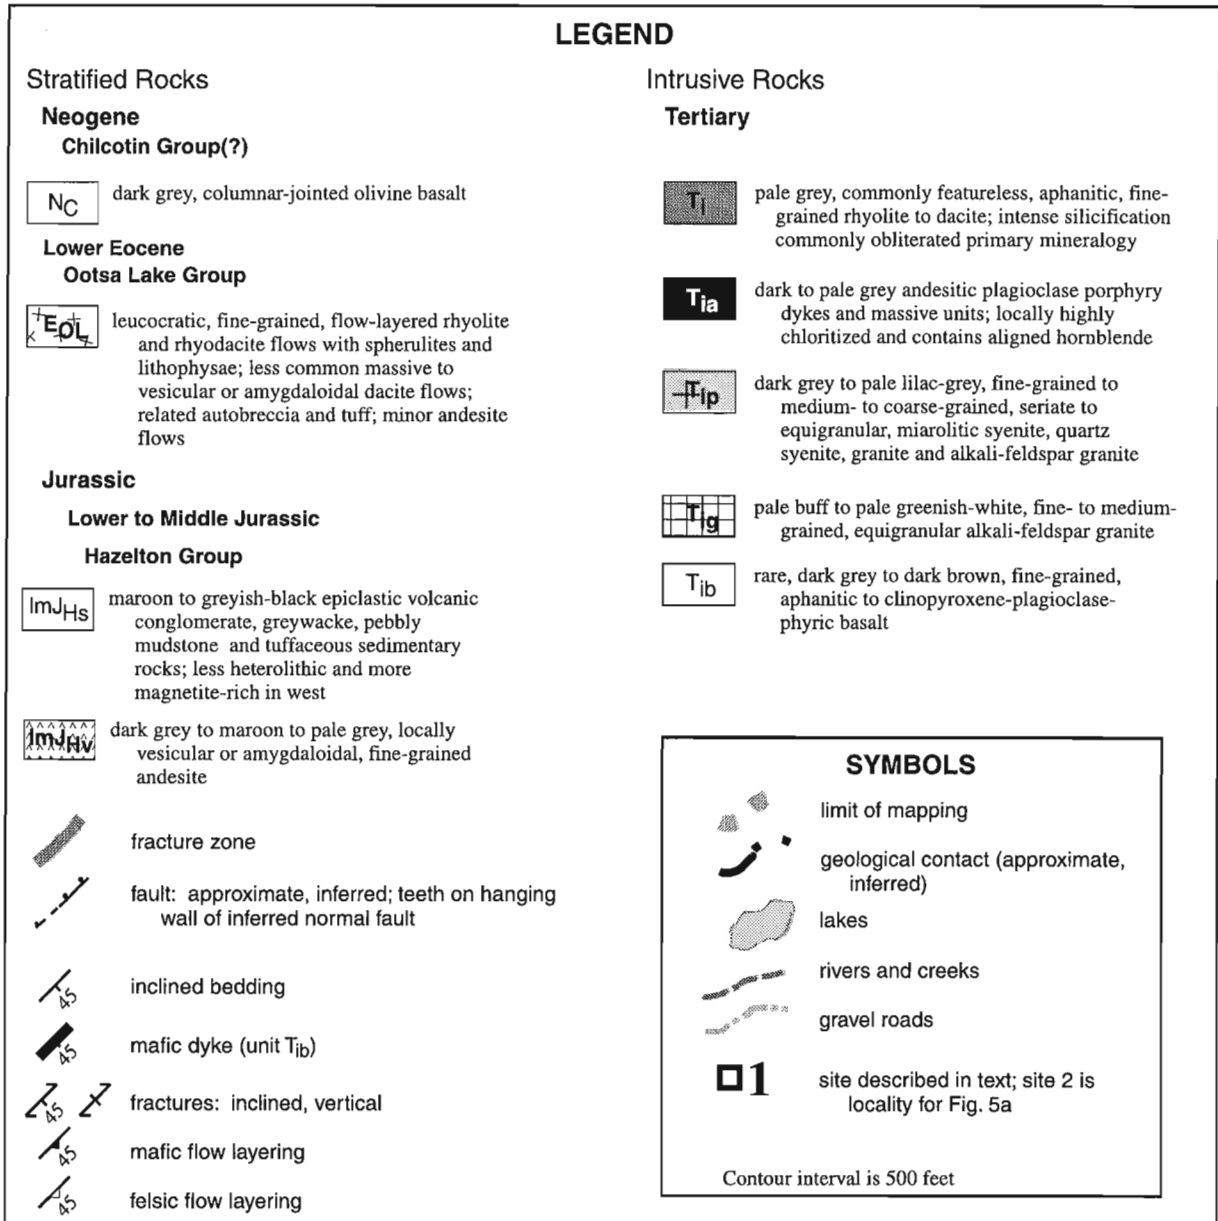 LEGEND
Stratified Rocks
Neogene
Chilcotin Group(?)
NC
dark grey, columnar-jointed olivine basalt
Lower Eocene
Ootsa Lake Group
EOL
leucocratic, fine-grained, flow-layered rhyolite
and rhyodacite flows with spherulites and
lithophysae; less common massive to
vesicular or amygdaloidal dacite flows;
related autobreccia and tuff; minor andesite
flows
Jurassic
Lower to Middle Jurassic
Hazelton Group
lmJHs
maroon to greyish-black epiclastic volcanic
conglomerate, greywacke, pebbly
mudstone and tuffaceous sedimentary
rocks; less heterolithic and more
magnetite-rich in west
lmJHv
dark grey to maroon to pale grey, locally
vesicular or amygdaloidal, fine-grained
andesite
fracture zone
fault: approximate, inferred; teeth on hanging
wall of inferred normal fault
45
inclined bedding
45
mafic dyke (unit Tib)
45
fractures: inclined, vertical
45
mafic flow layering
45
felsic flow layering
Intrusive Rocks
Tertiary
Ti
pale grey, commonly featureless, aphanitic, fine-
grained rhyolite to dacite; intense silicification
commonly obliterated primary mineralogy
Tia
dark to pale grey andesitic plagioclase porphyry
dykes and massive units; locally highly
chloritized and contains aligned hornblende
Tip
dark grey to pale lilac-grey, fine-grained to
medium- to coarse-grained, seriate to
equigranular, miarolitic syenite, quartz
syenite, granite and alkali-feldspar granite
Tig
pale buff to pale greenish-white, fine- to medium-
grained, equigranular alkali-feldspar granite
Tib
rare, dark grey to dark brown, fine-grained,
aphanitic to clinopyroxene-plagioclase-
phyric basalt
SYMBOLS
limit of mapping
geological contact (approximate,
inferred)
lakes
rivers and creeks
gravel roads
1
site described in text; site 2 is
locality for Fig. 5a
Contour interval is 500 feet